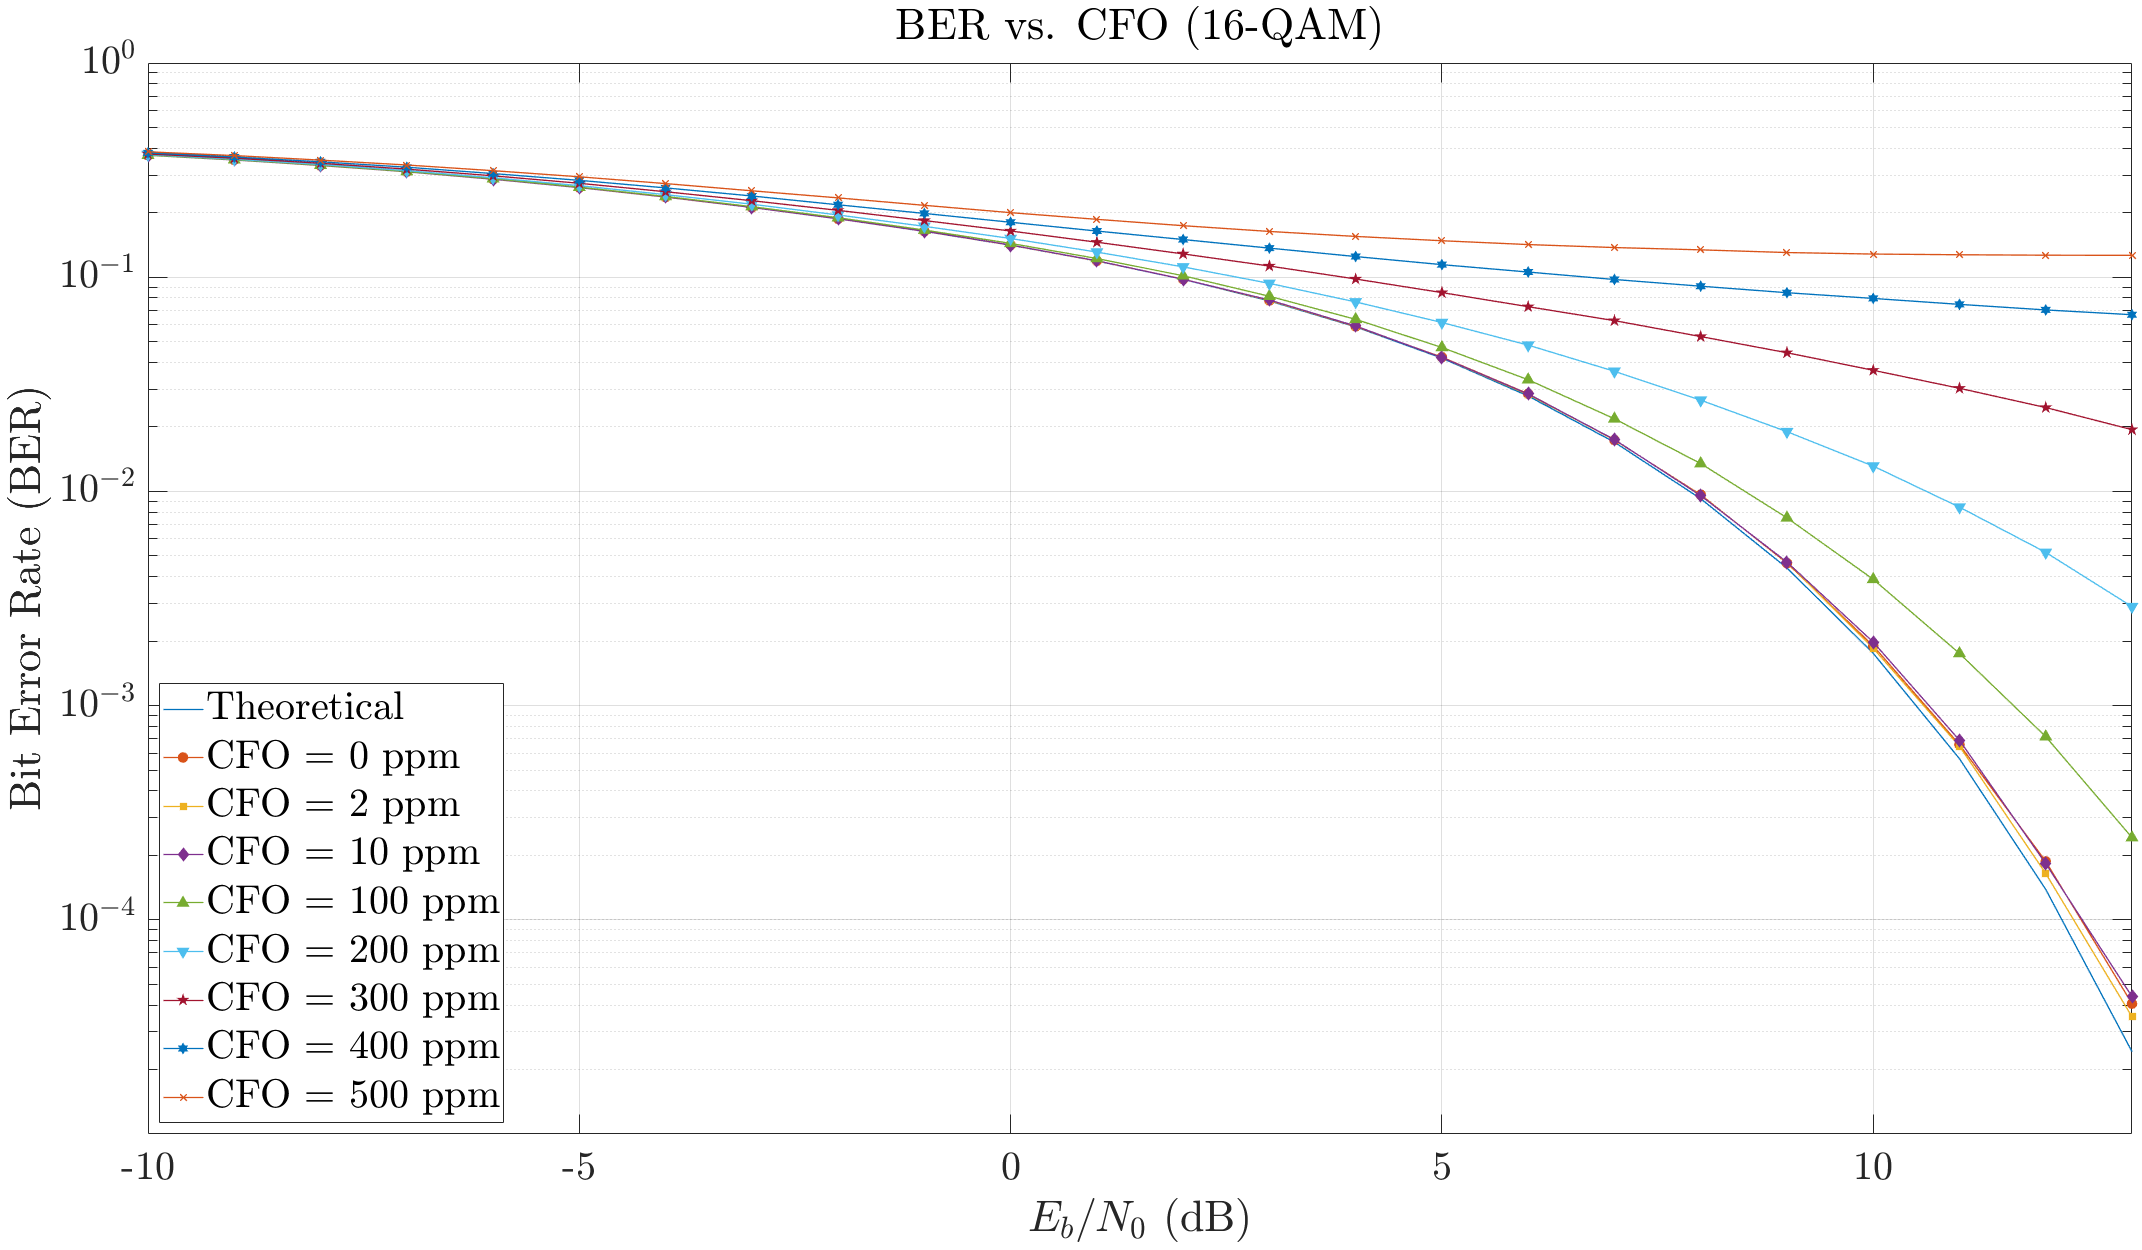 BER vs. CFO (16-QAM)
10^0
10^{-1}
10^{-2}
10^{-3}
10^{-4}
Bit Error Rate (BER)
Theoretical
CFO = 0 ppm
CFO = 2 ppm
CFO = 10 ppm
CFO = 100 ppm
CFO = 200 ppm
CFO = 300 ppm
CFO = 400 ppm
CFO = 500 ppm
-10 -5 0 5 10
E_b/N_0 (dB)